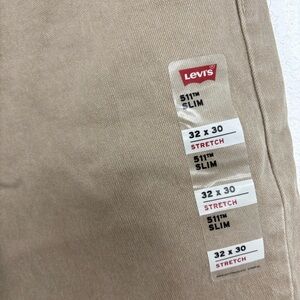 Levi's
511™
SLIM
32 x 30
STRETCH
511™
SLIM
32 x 30
STRETCH
511™
SLIM
32 x 30
STRETCH